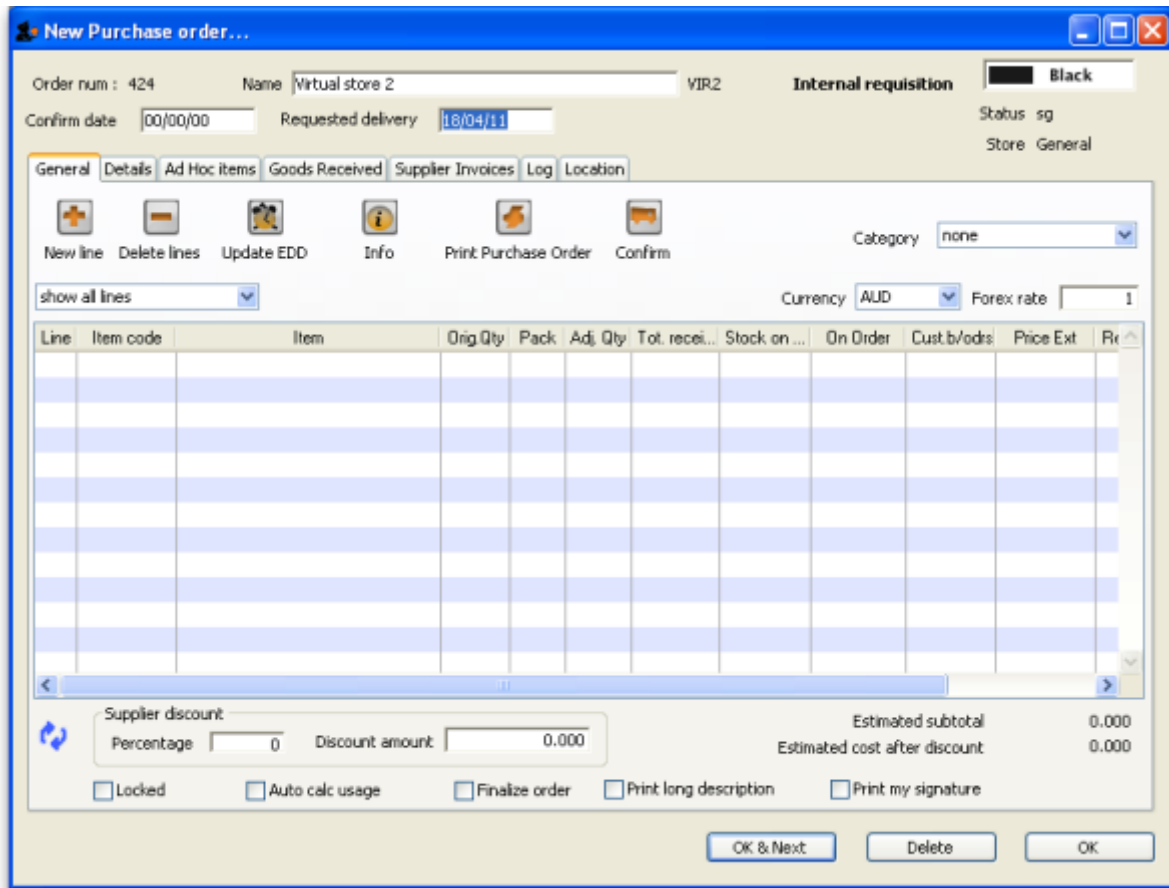 New Purchase order...
Order num : 424 Name Virtual store 2 VIR2 Internal requisition Black
Confirm date 00/00/00 Requested delivery 18/04/11 Status sg
Store General
General Details Ad Hoc items Goods Received Supplier Invoices Log Location
New line Delete lines Update EDD Info Print Purchase Order Confirm Category none
show all lines Currency AUD Forex rate 1
Line Item code Item Orig.Qty Pack Adj. Qty Tot. recei... Stock on ... On Order Cust.b/odrs Price Ext Re
Supplier discount Estimated subtotal 0.000
Percentage 0 Discount amount 0.000 Estimated cost after discount 0.000
Locked Auto calc usage Finalize order Print long description Print my signature
OK & Next Delete OK